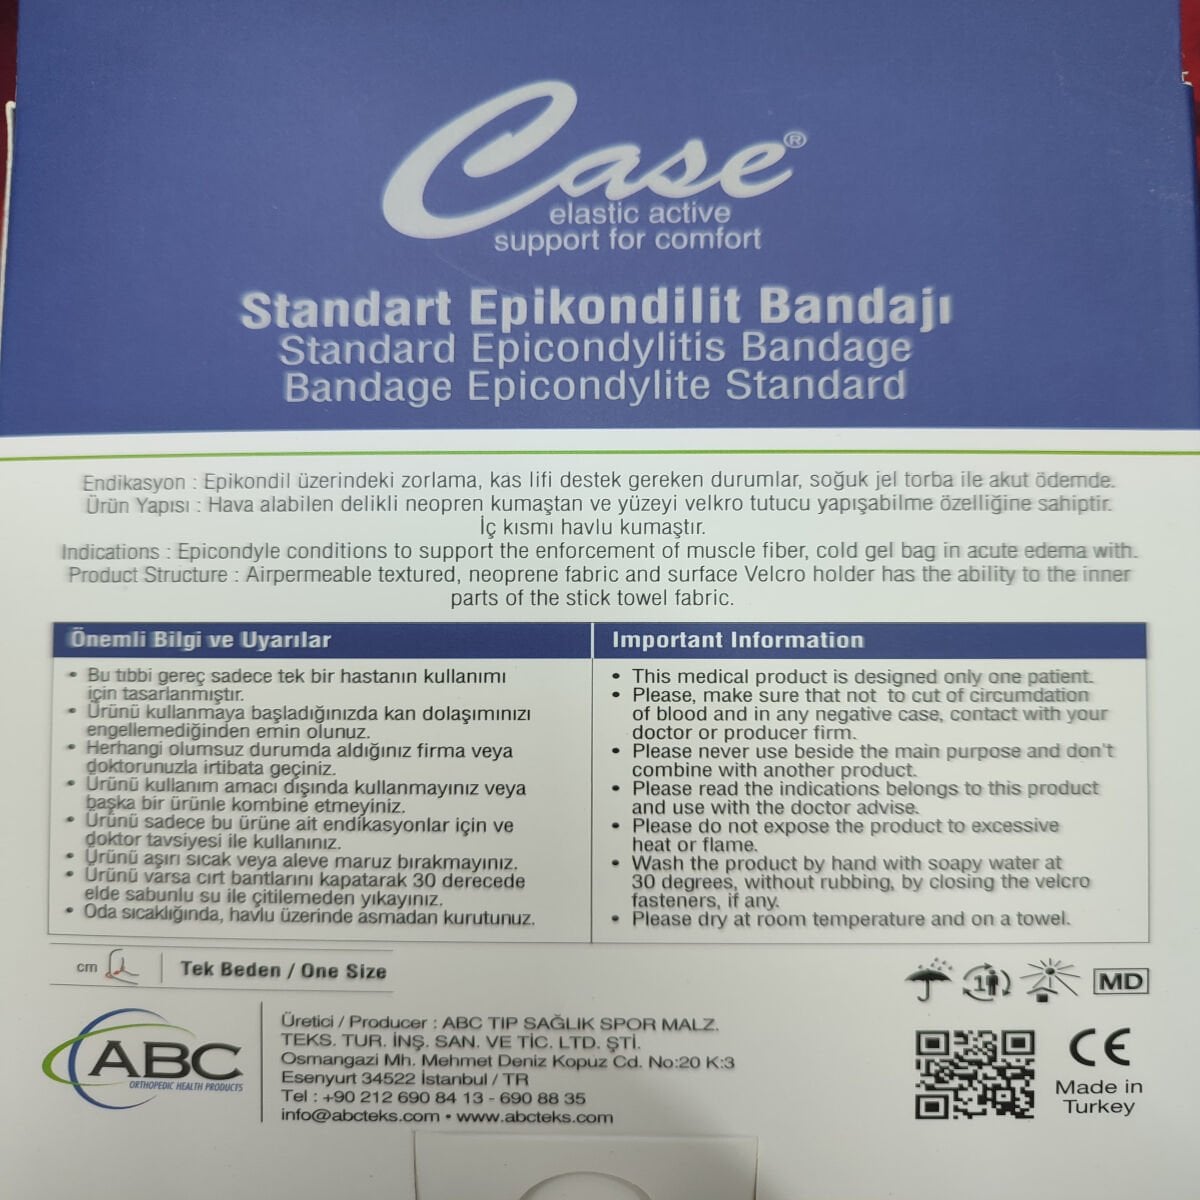 Case®
elastic active
support for comfort
Standart Epikondilit Bandajı
Standard Epicondylitis Bandage
Bandage Epicondylite Standard
Endikasyon : Epikondil üzerindeki zorlama, kas lifi destek gereken durumlar, soğuk jel torba ile akut ödemde.
Ürün Yapısı : Hava alabilen delikli neopren kumaştan ve yüzeyi velkro tutucu yapışabilme özelliğine sahiptir.
İç kısmı havlu kumaştır.
Indications : Epicondyle conditions to support the enforcement of muscle fiber, cold gel bag in acute edema with.
Product Structure : Airpermeable textured, neoprene fabric and surface Velcro holder has the ability to the inner
parts of the stick towel fabric.
Önemli Bilgi ve Uyarılar
• Bu tıbbi gereç sadece tek bir hastanın kullanımı
için tasarlanmıştır.
• Ürünü kullanmaya başladığınızda kan dolaşımınızı
engellemediğinden emin olunuz.
• Herhangi olumsuz durumda aldığınız firma veya
doktorunuzla irtibata geçiniz.
• Ürünü kullanım amacı dışında kullanmayınız veya
başka bir ürünle kombine etmeyiniz.
• Ürünü sadece bu ürüne ait endikasyonlar için ve
doktor tavsiyesi ile kullanınız.
• Ürünü aşırı sıcak veya aleve maruz bırakmayınız.
• Ürünü varsa cırt bantlarını kapatarak 30 derecede
elde sabunlu su ile çitilemeden yıkayınız.
• Oda sıcaklığında, havlu üzerinde asmadan kurutunuz.
Important Information
• This medical product is designed only one patient.
• Please, make sure that not to cut of circumdation
of blood and in any negative case, contact with your
doctor or producer firm.
• Please never use beside the main purpose and don't
combine with another product.
• Please read the indications belongs to this product
and use with the doctor advise.
• Please do not expose the product to excessive
heat or flame.
• Wash the product by hand with soapy water at
30 degrees, without rubbing, by closing the velcro
fasteners, if any.
• Please dry at room temperature and on a towel.
cm Tek Beden / One Size
1 MD
ABC
ORTHOPEDIC HEALTH PRODUCTS
Üretici / Producer : ABC TIP SAĞLIK SPOR MALZ.
TEKS. TUR. İNŞ. SAN. VE TİC. LTD. ŞTİ.
Osmangazi Mh. Mehmet Deniz Kopuz Cd. No:20 K:3
Esenyurt 34522 İstanbul / TR
Tel : +90 212 690 84 13 - 690 88 35
info@abcteks.com • www.abcteks.com
CE
Made in
Turkey